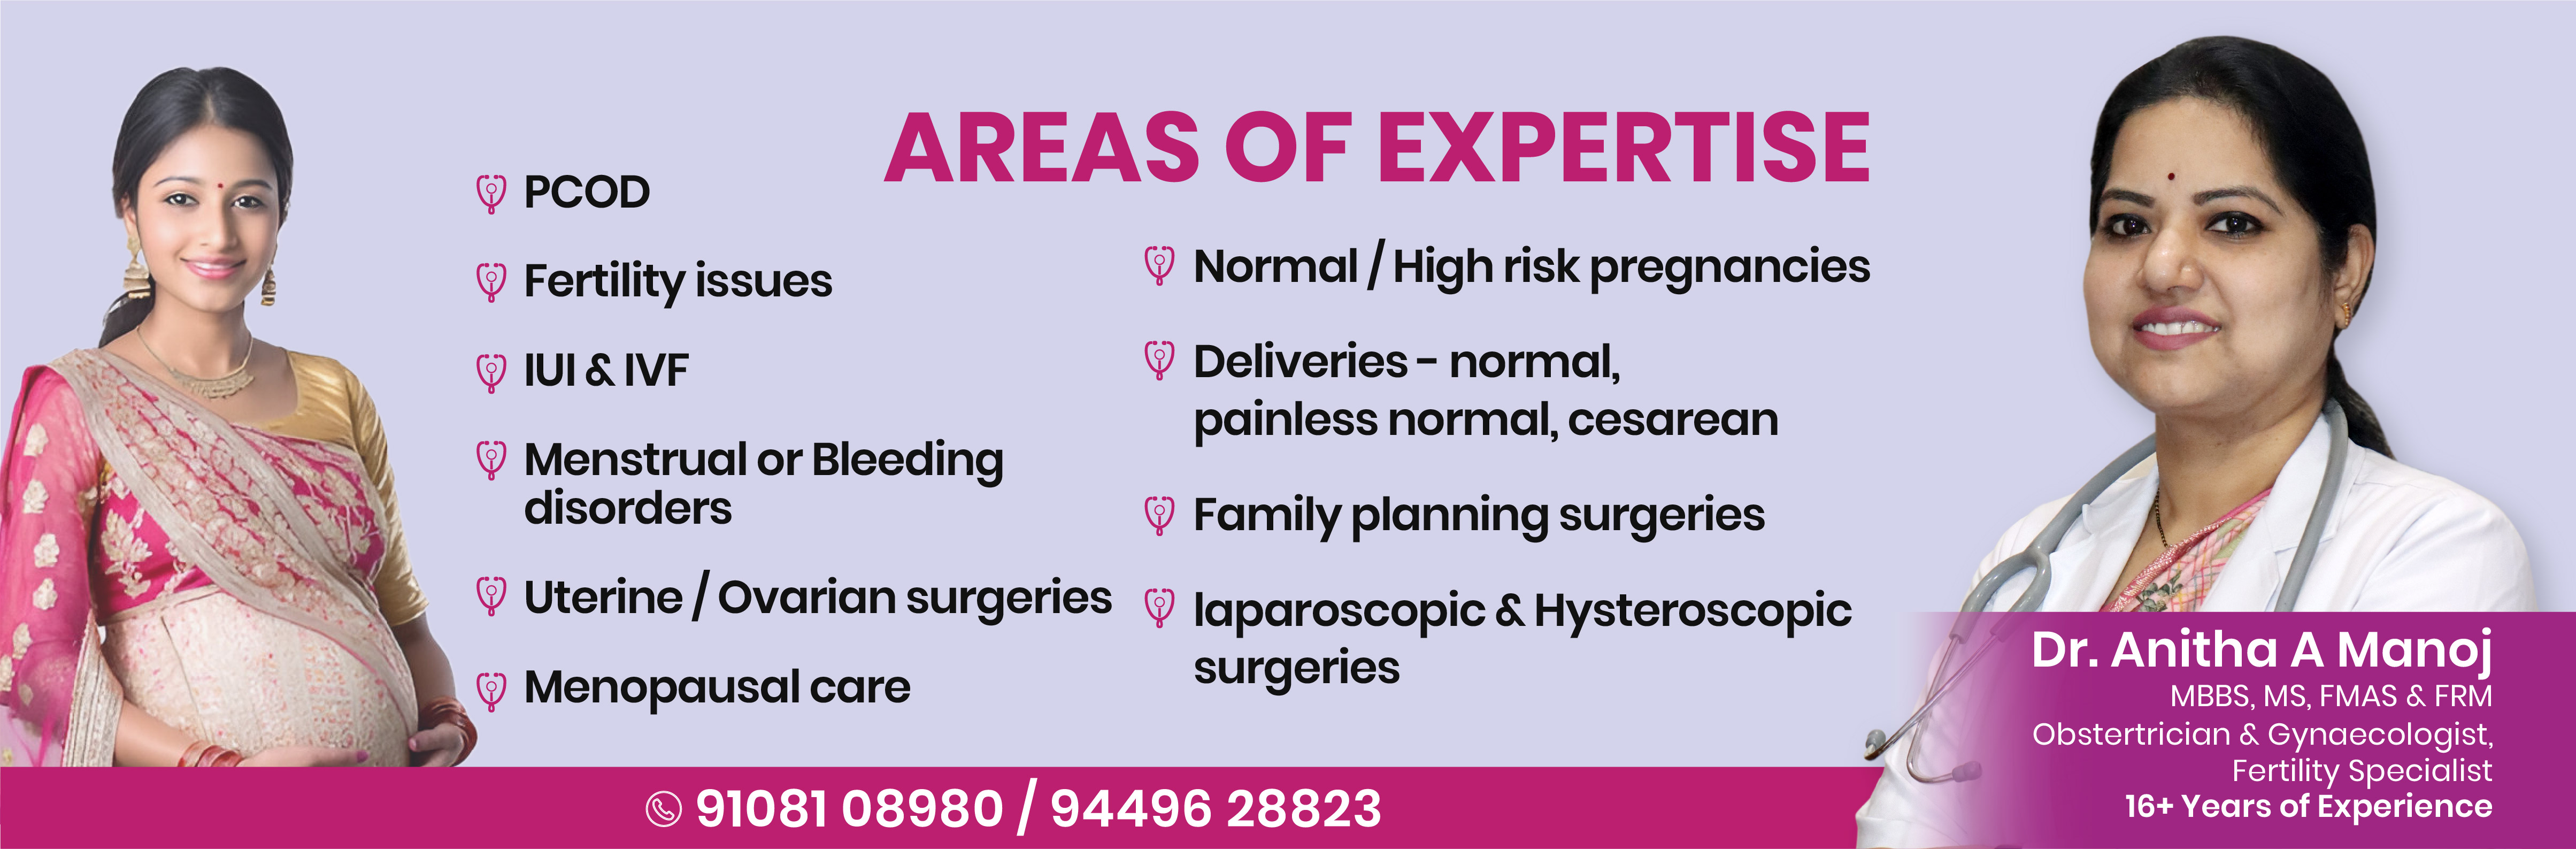 AREAS OF EXPERTISE
PCOD
Fertility issues
IUI & IVF
Menstrual or Bleeding
disorders
Uterine / Ovarian surgeries
Menopausal care
Normal / High risk pregnancies
Deliveries - normal,
painless normal, cesarean
Family planning surgeries
laparoscopic & Hysteroscopic
surgeries
Dr. Anitha A Manoj
MBBS, MS, FMAS & FRM
Obstertrician & Gynaecologist,
Fertility Specialist
16+ Years of Experience
91081 08980 / 94496 28823